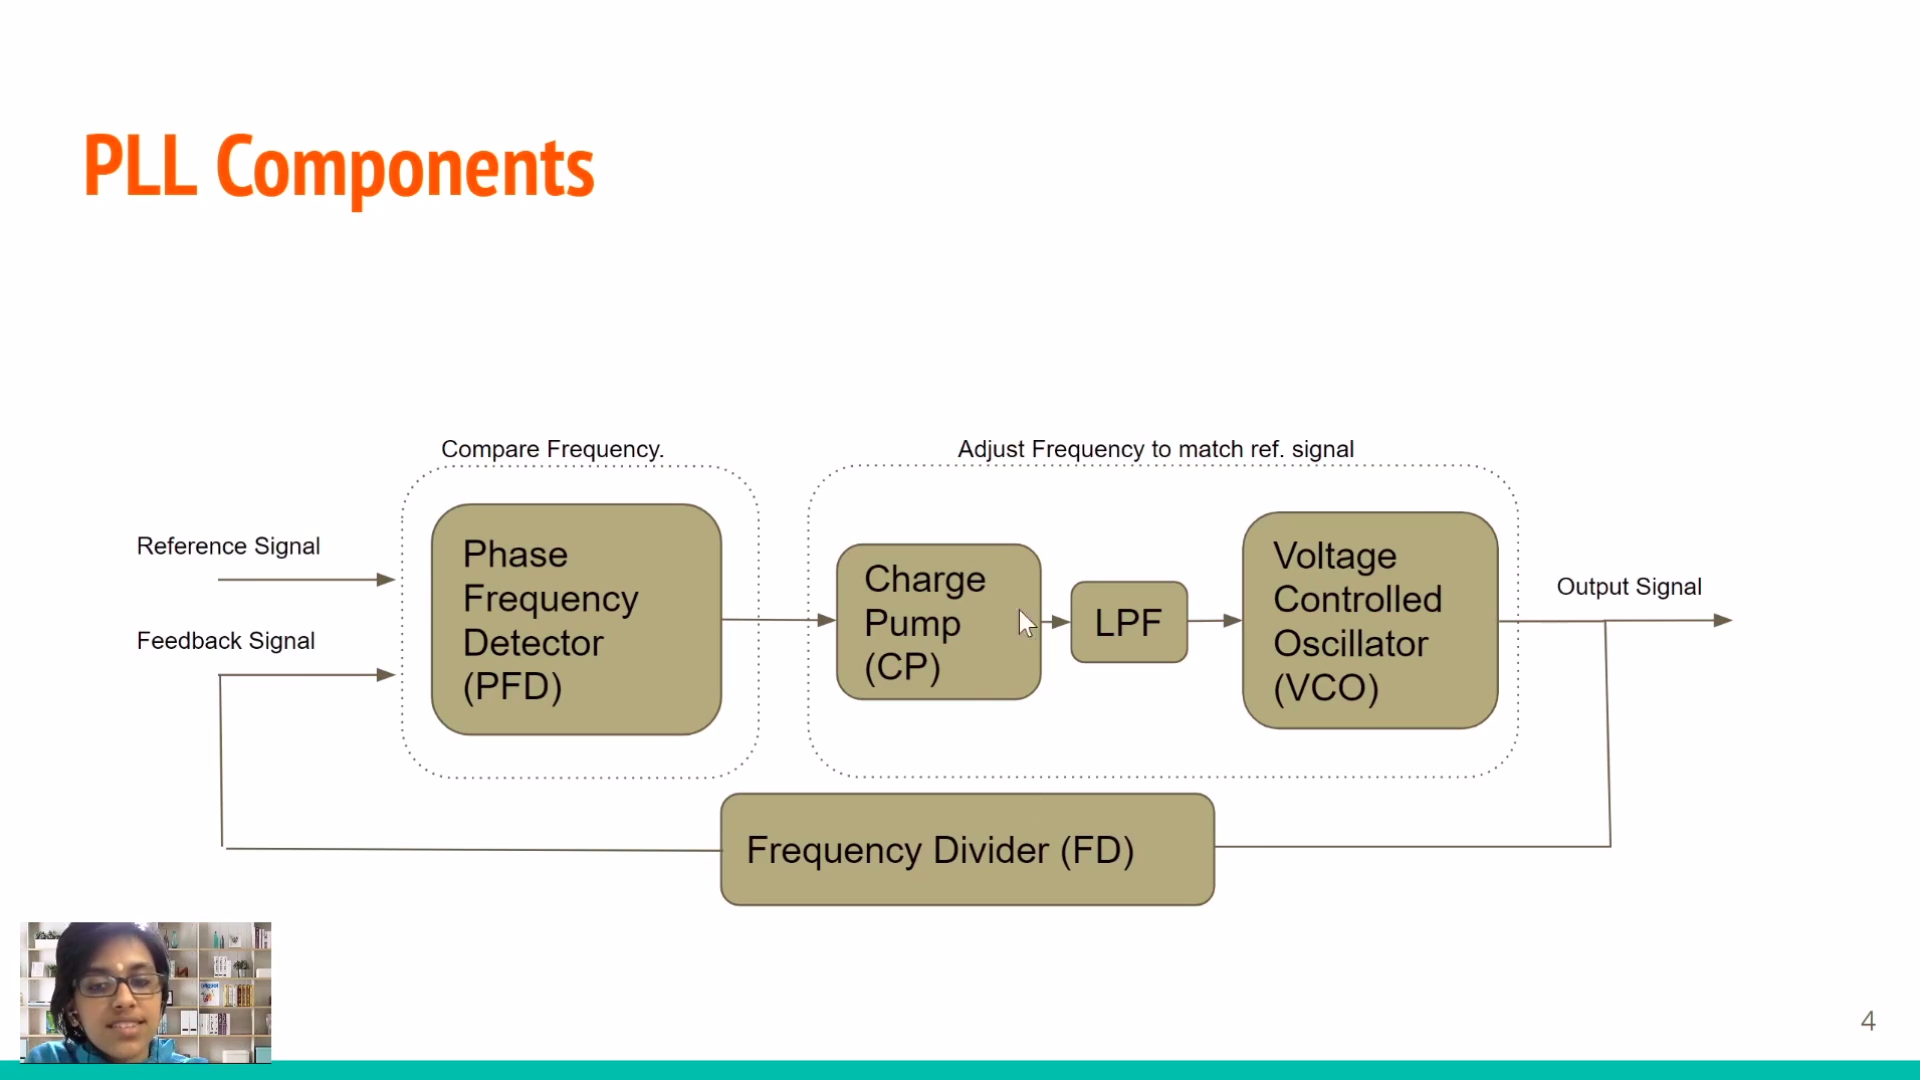 PLL Components
Compare Frequency.
Adjust Frequency to match ref. signal
Reference Signal
Feedback Signal
Phase
Frequency
Detector
(PFD)
Charge
Pump
(CP)
LPF
Voltage
Controlled
Oscillator
(VCO)
Output Signal
Frequency Divider (FD)
4